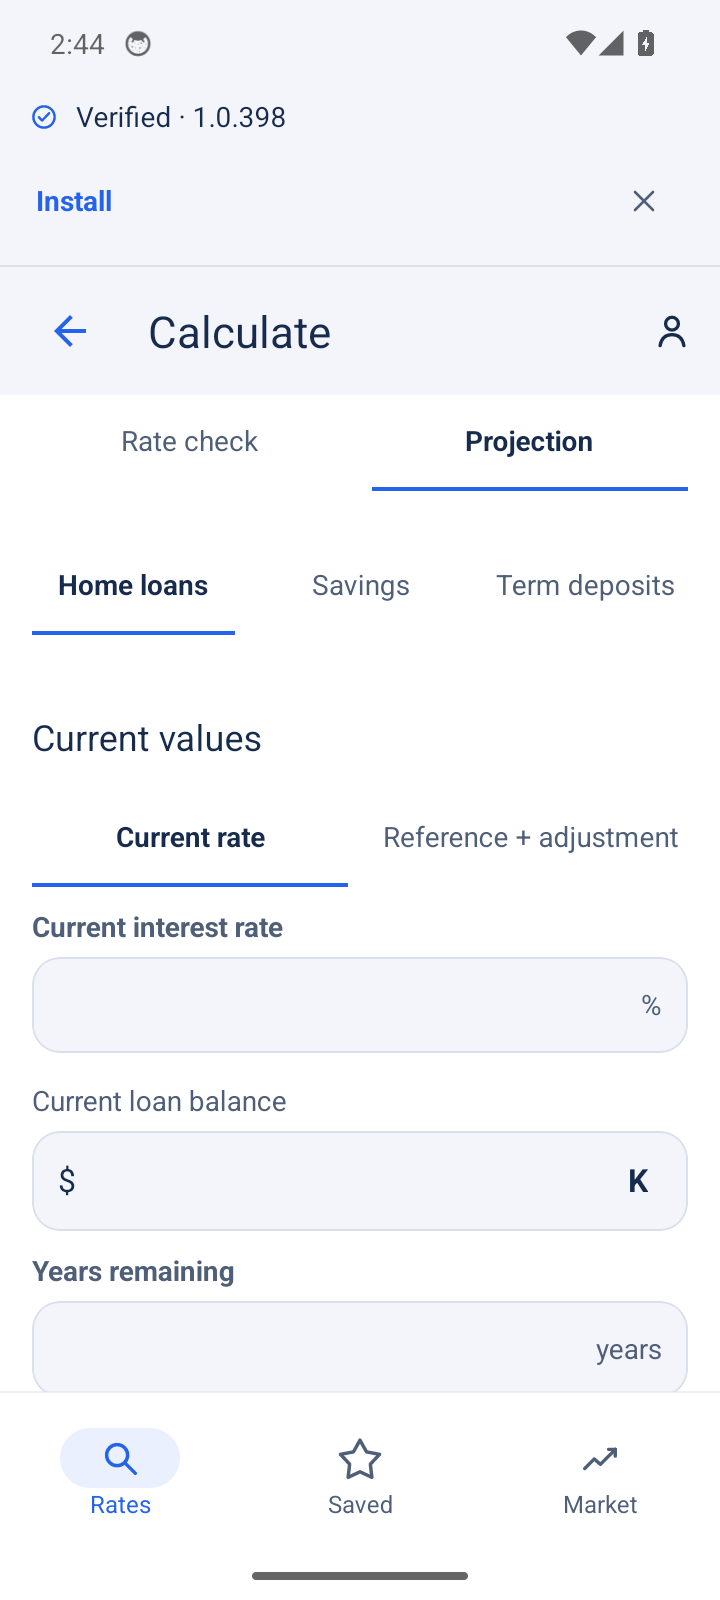 2:44
Verified · 1.0.398
Install
Calculate
Rate check
Projection
Home loans
Savings
Term deposits
Current values
Current rate
Reference + adjustment
Current interest rate
%
Current loan balance
$ K
Years remaining
years
Rates
Saved
Market